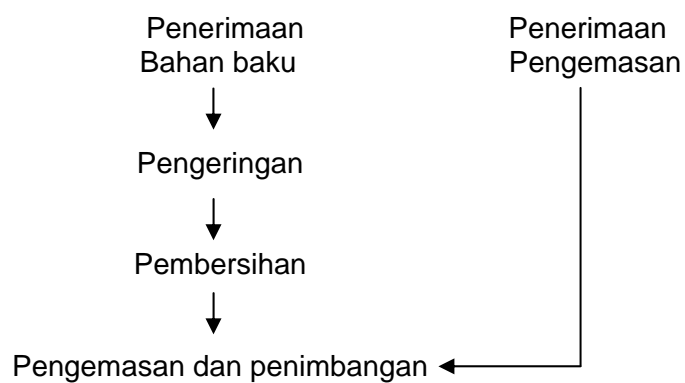 Penerimaan
Bahan baku
Penerimaan
Pengemasan
Pengeringan
Pembersihan
Pengemasan dan penimbangan